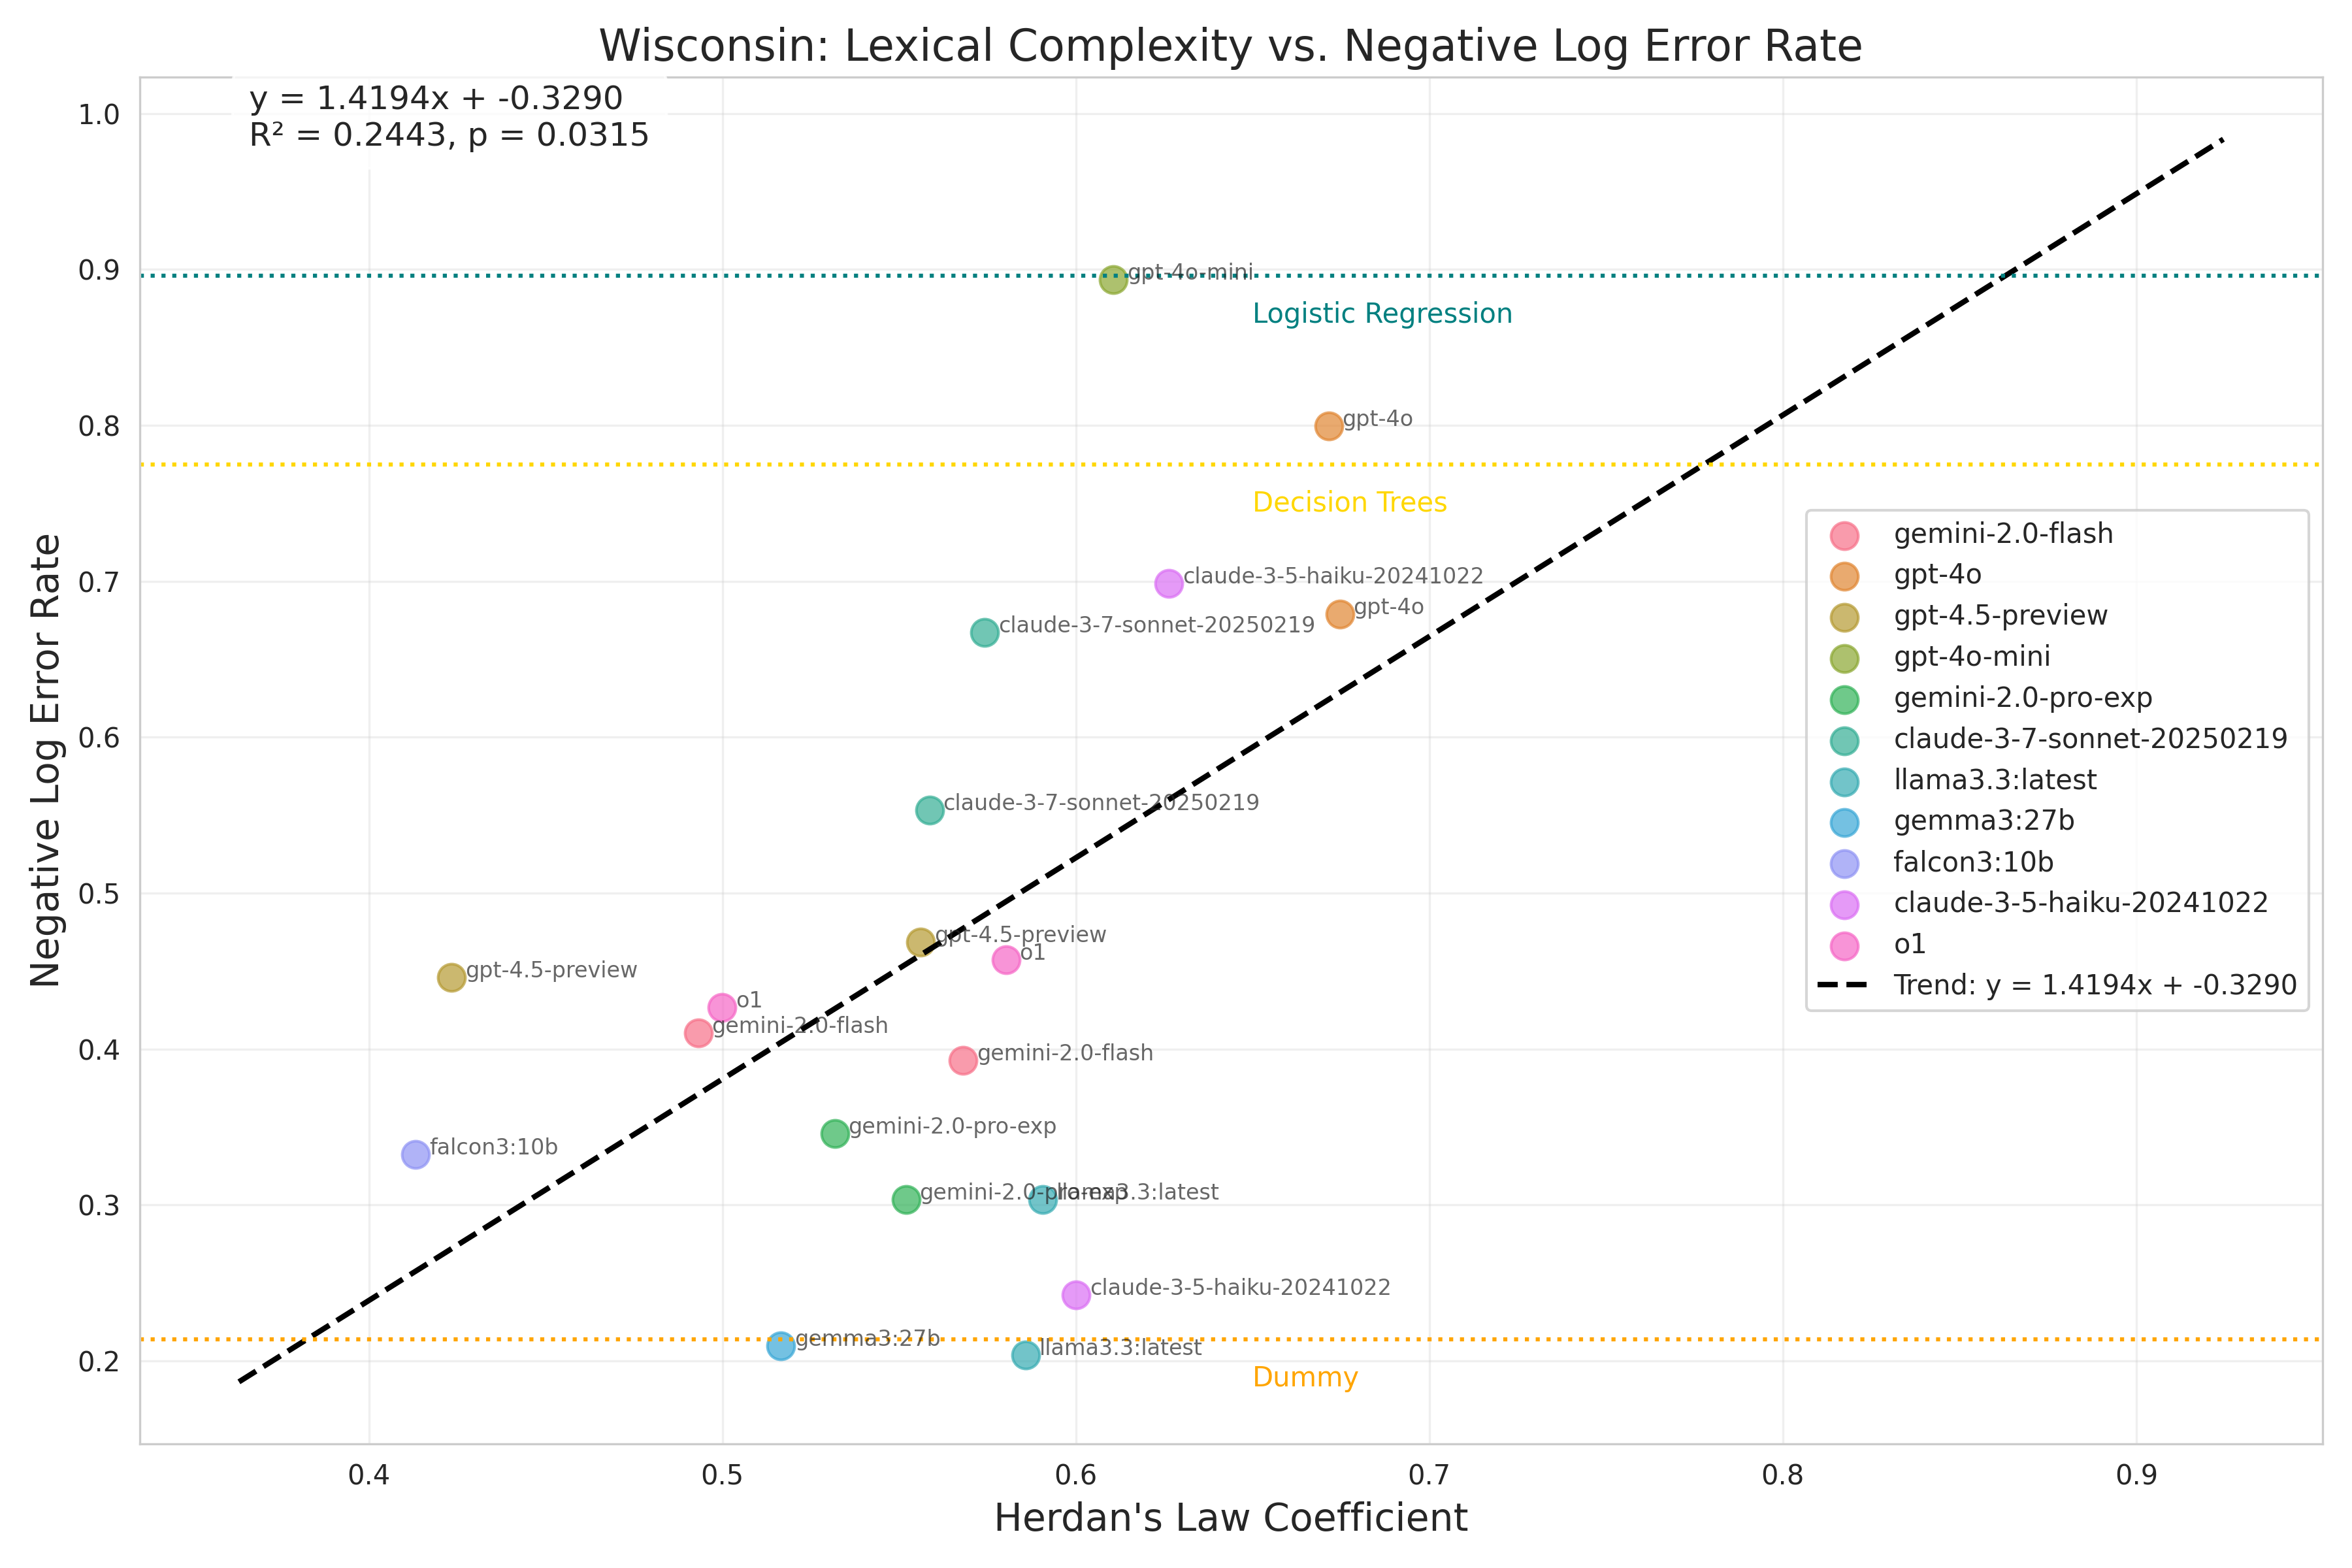 Wisconsin: Lexical Complexity vs. Negative Log Error Rate
y = 1.4194x + -0.3290
R² = 0.2443, p = 0.0315
Negative Log Error Rate
1.0
0.9
0.8
0.7
0.6
0.5
0.4
0.3
0.2
gpt-4o-mini
Logistic Regression
gpt-4o
Decision Trees
claude-3-5-haiku-20241022
gpt-4o
claude-3-7-sonnet-20250219
claude-3-7-sonnet-20250219
gpt-4.5-preview
o1
gpt-4.5-preview
o1
gemini-2.0-flash
gemini-2.0-flash
gemini-2.0-pro-exp
falcon3:10b
gemini-2.0-pro-exp
llama3.3:latest
claude-3-5-haiku-20241022
gemma3:27b
llama3.3:latest
Dummy
gemini-2.0-flash
gpt-4o
gpt-4.5-preview
gpt-4o-mini
gemini-2.0-pro-exp
claude-3-7-sonnet-20250219
llama3.3:latest
gemma3:27b
falcon3:10b
claude-3-5-haiku-20241022
o1
Trend: y = 1.4194x + -0.3290
0.4
0.5
0.6
0.7
0.8
0.9
Herdan's Law Coefficient